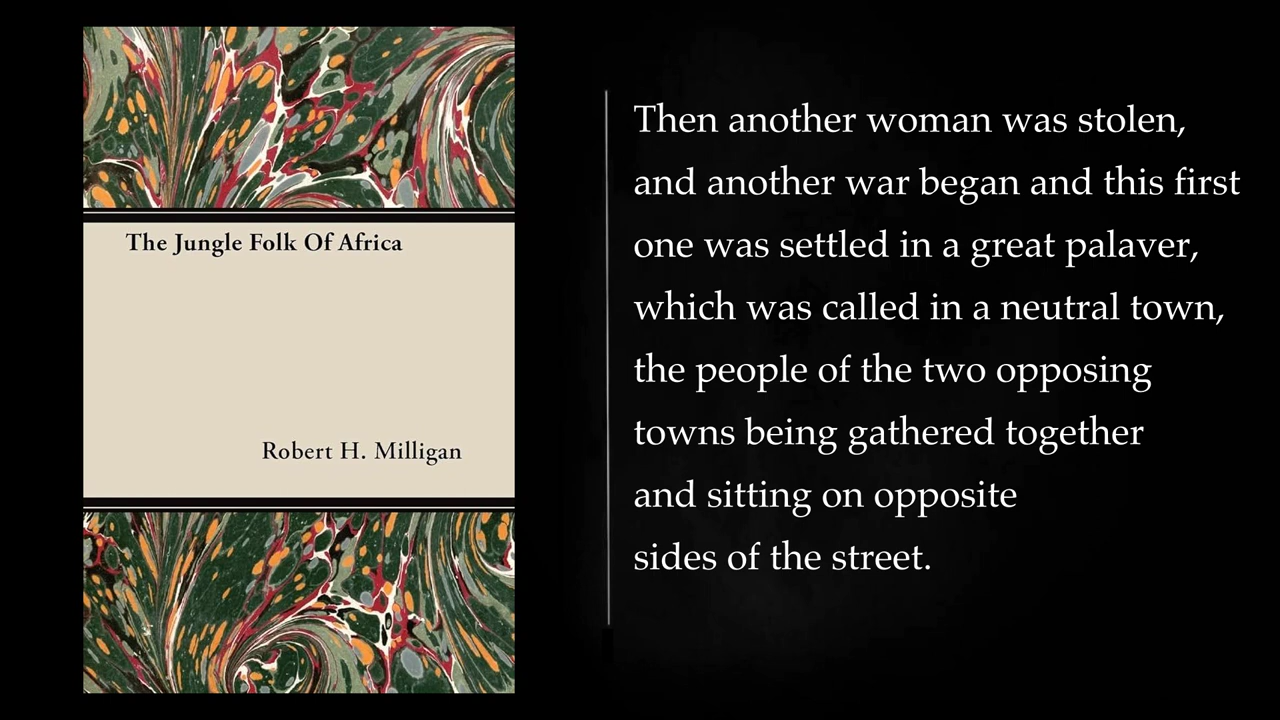 The Jungle Folk Of Africa
Robert H. Milligan
Then another woman was stolen,
and another war began and this first
one was settled in a great palaver,
which was called in a neutral town,
the people of the two opposing
towns being gathered together
and sitting on opposite
sides of the street.